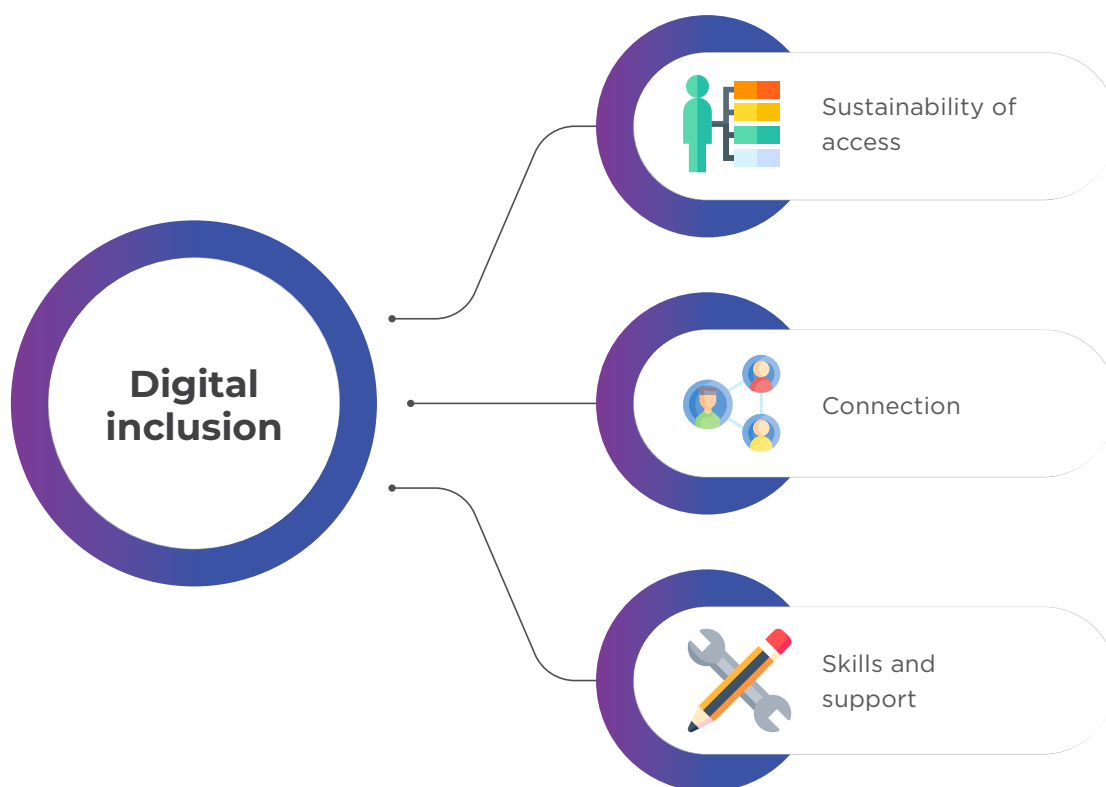 Digital
inclusion
Sustainability of
access
Connection
Skills and
support